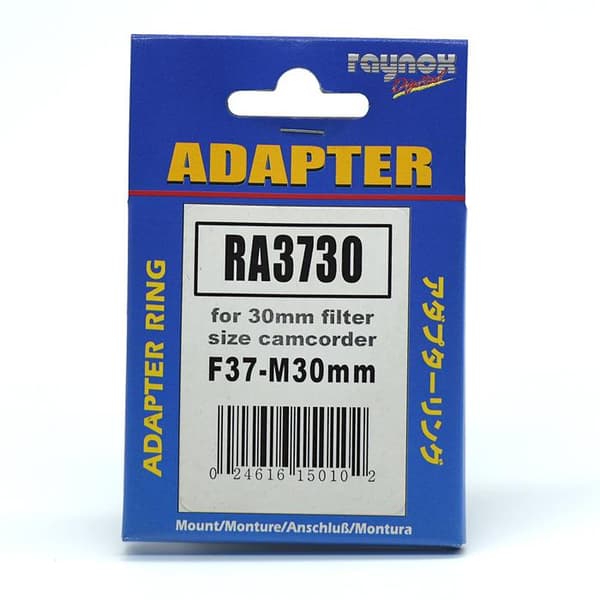 raynox
Digital
ADAPTER
ADAPTER RING
RA3730
for 30mm filter
size camcorder
F37-M30mm
0 24616 15010 2
アダプターリング
Mount/Monture/Anschluß/Montura